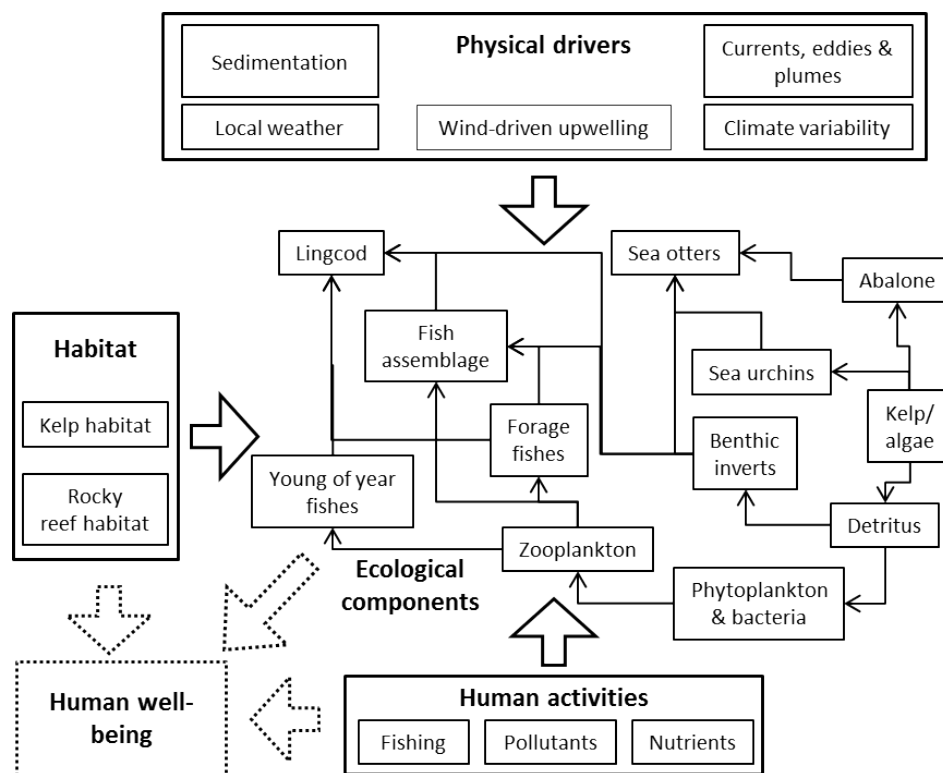 Physical drivers
Sedimentation
Currents, eddies &
plumes
Local weather
Wind-driven upwelling
Climate variability
Lingcod
Sea otters
Abalone
Fish
assemblage
Sea urchins
Habitat
Kelp habitat
Rocky
reef habitat
Forage
fishes
Benthic
inverts
Kelp/
algae
Young of year
fishes
Detritus
Zooplankton
Ecological
components
Phytoplankton
& bacteria
Human well-
being
Human activities
Fishing
Pollutants
Nutrients